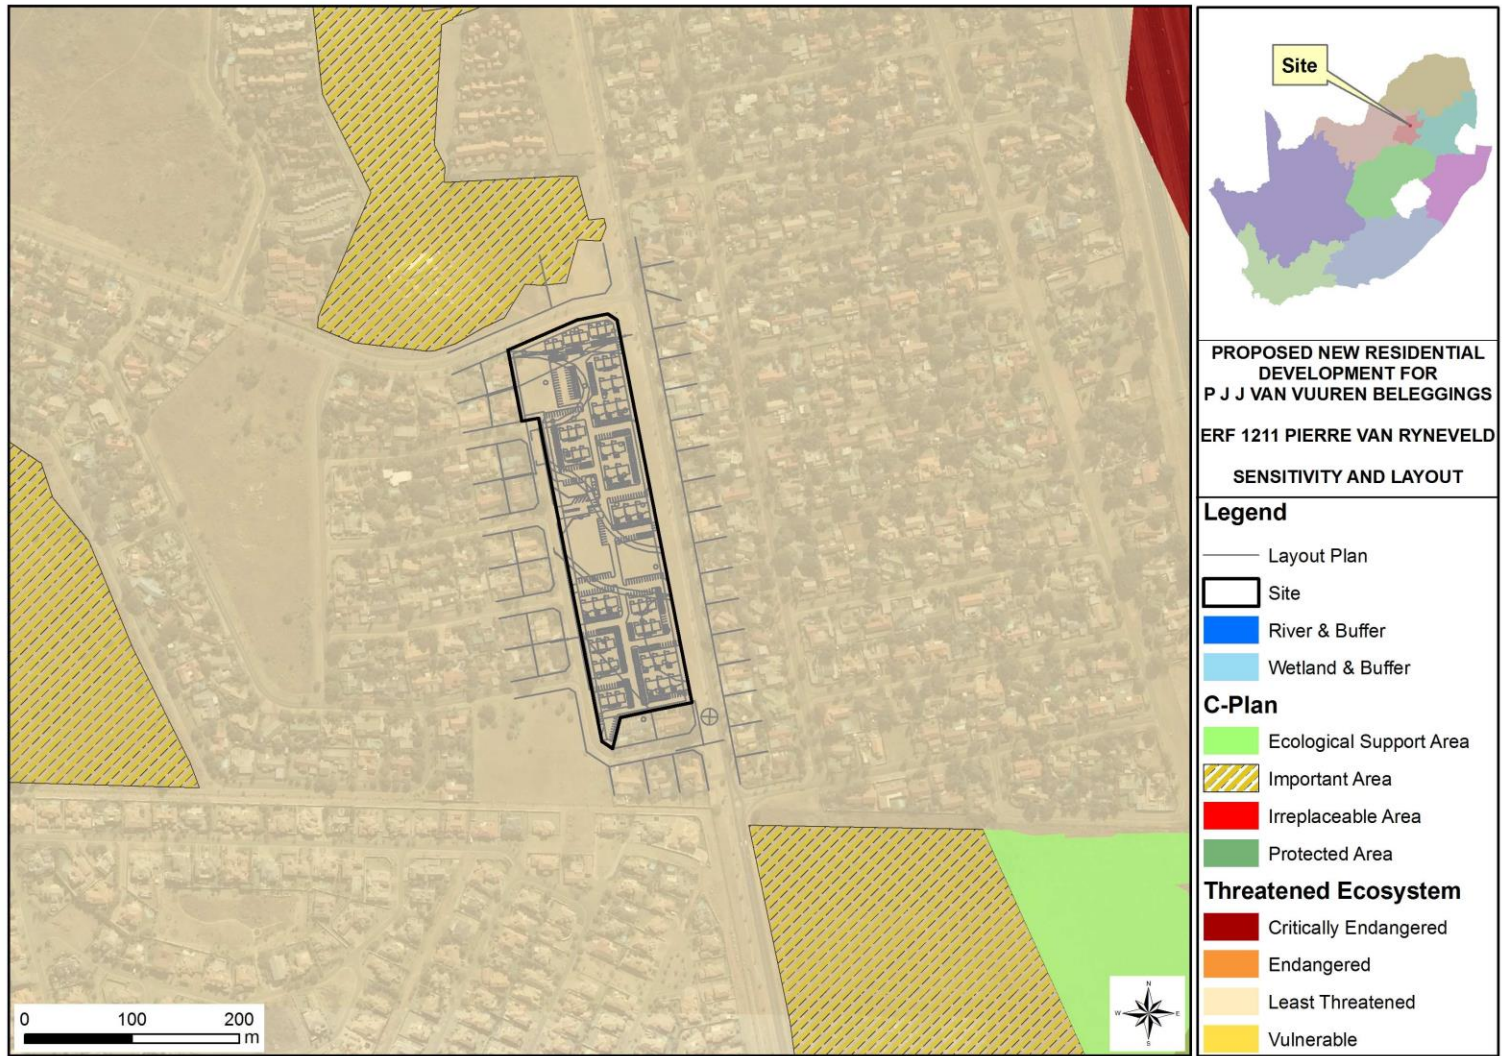 Site
PROPOSED NEW RESIDENTIAL
DEVELOPMENT FOR
P J J VAN VUUREN BELEGGINGS
ERF 1211 PIERRE VAN RYNEVELD
SENSITIVITY AND LAYOUT
Legend
Layout Plan
Site
River & Buffer
Wetland & Buffer
C-Plan
Ecological Support Area
Important Area
Irreplaceable Area
Protected Area
Threatened Ecosystem
Critically Endangered
Endangered
Least Threatened
Vulnerable
0 100 200
m
N
W E
S